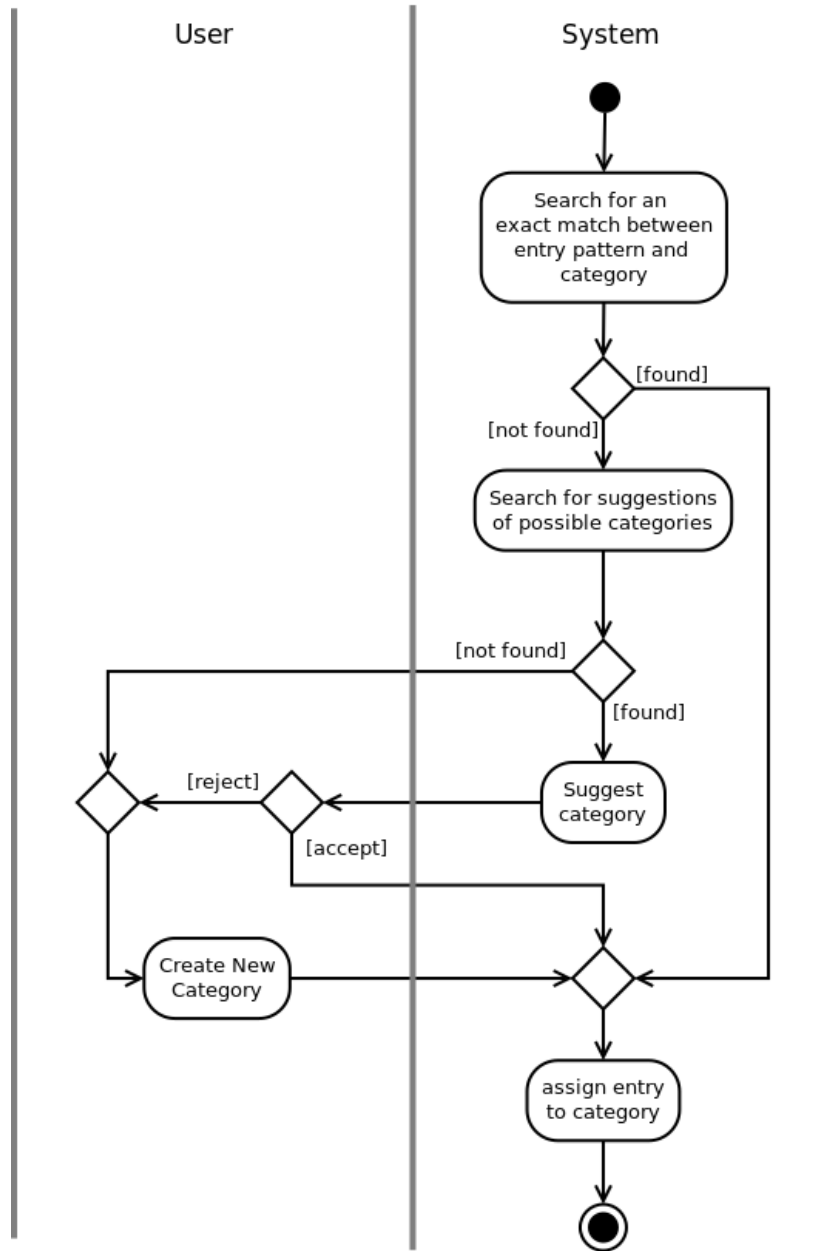 User
System
Search for an
exact match between
entry pattern and
category
[found]
[not found]
Search for suggestions
of possible categories
[not found]
[found]
[reject]
Suggest
category
[accept]
Create New
Category
assign entry
to category